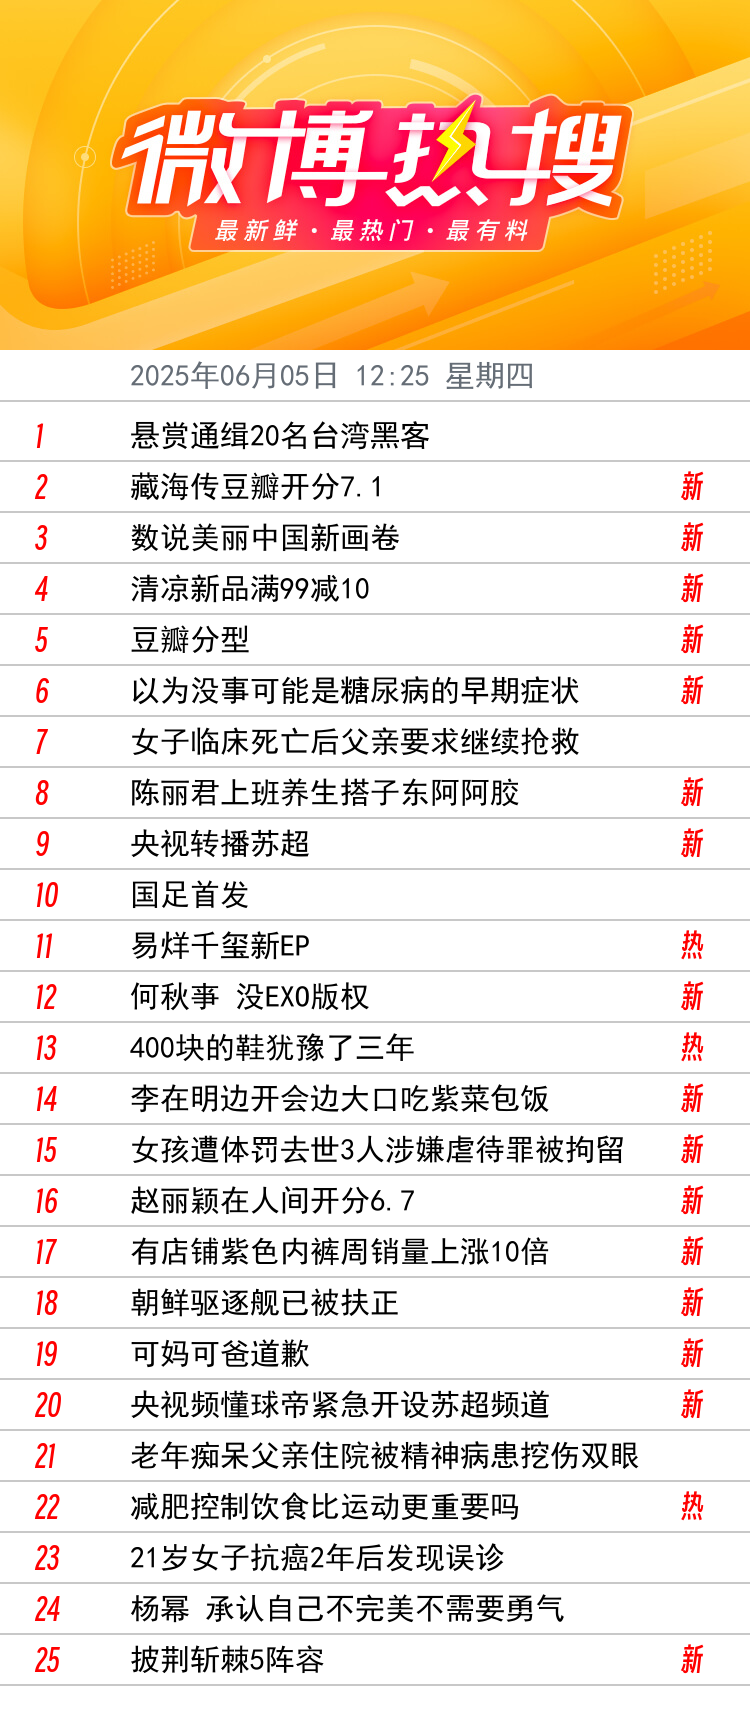 微博热搜
最新鲜·最热门·最有料
2025年06月05日 12:25 星期四
1 悬赏通缉20名台湾黑客
2 藏海传豆瓣开分7.1 新
3 数说美丽中国新画卷 新
4 清凉新品满99减10 新
5 豆瓣分型 新
6 以为没事可能是糖尿病的早期症状 新
7 女子临床死亡后父亲要求继续抢救
8 陈丽君上班养生搭子东阿阿胶 新
9 央视转播苏超 新
10 国足首发
11 易烊千玺新EP 热
12 何秋亊 没EXO版权 新
13 400块的鞋犹豫了三年 热
14 李在明边开会边大口吃紫菜包饭 新
15 女孩遭体罚去世3人涉嫌虐待罪被拘留 新
16 赵丽颖在人间开分6.7 新
17 有店铺紫色内裤周销量上涨10倍 新
18 朝鲜驱逐舰已被扶正 新
19 可妈可爸道歉 新
20 央视频懂球帝紧急开设苏超频道 新
21 老年痴呆父亲住院被精神病患挖伤双眼
22 减肥控制饮食比运动更重要吗 热
23 21岁女子抗癌2年后发现误诊
24 杨幂 承认自己不完美不需要勇气
25 披荆斩棘5阵容 新